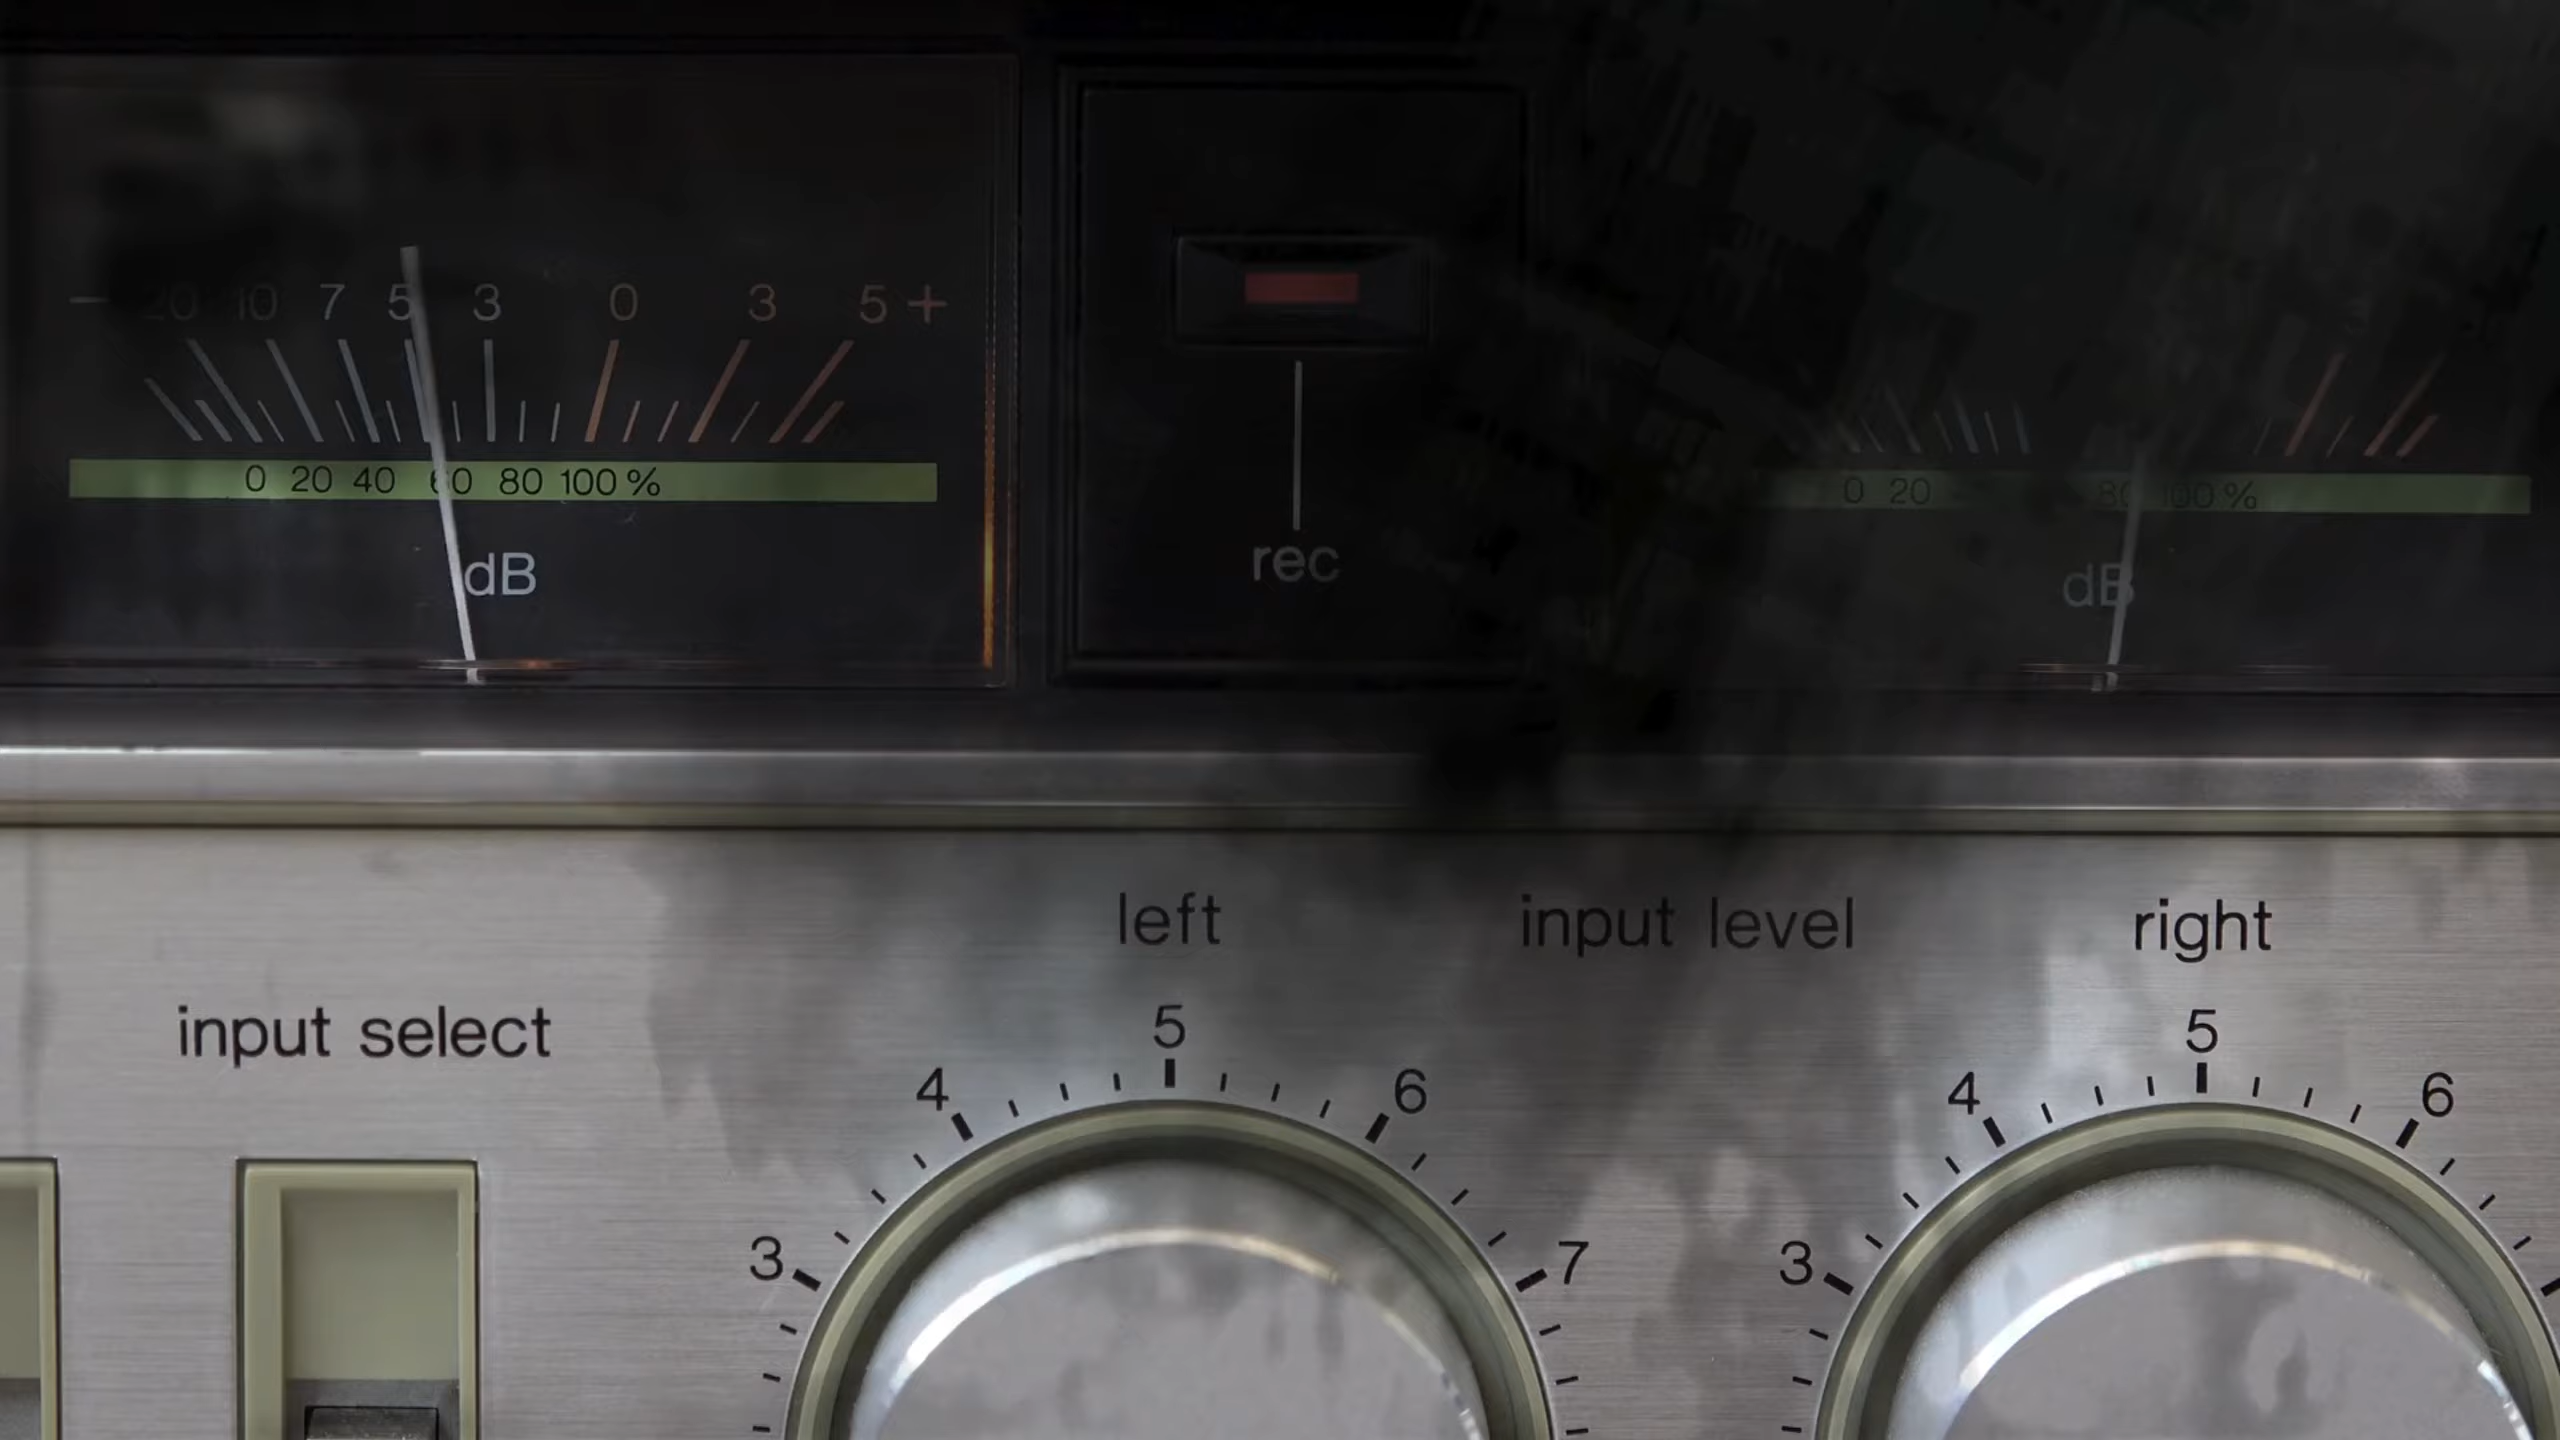 − 20 10 7 5 3 0 3 5 +
0 20 40 60 80 100 %
dB
rec
0 20 80 100 %
dB
left input level right
input select
3 4 5 6 7
3 4 5 6